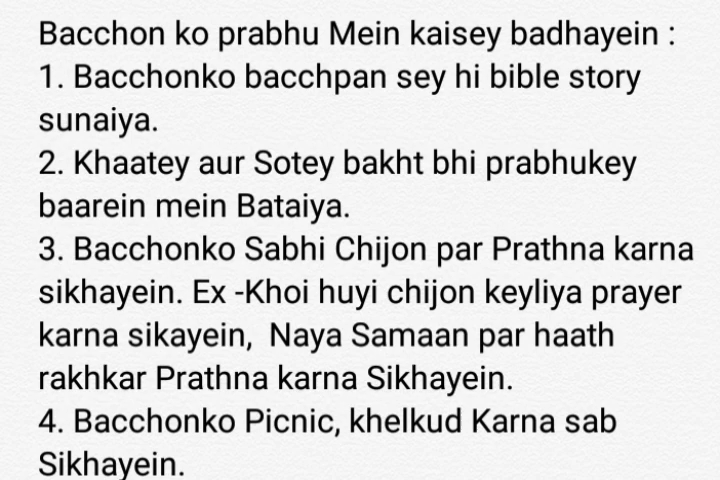 Bacchon ko prabhu Mein kaisey badhayein :
1. Bacchonko bacchpan sey hi bible story
sunaiya.
2. Khaatey aur Sotey bakht bhi prabhukey
baarein mein Bataiya.
3. Bacchonko Sabhi Chijon par Prathna karna
sikhayein. Ex -Khoi huyi chijon keyliya prayer
karna sikayein,  Naya Samaan par haath
rakhkar Prathna karna Sikhayein.
4. Bacchonko Picnic, khelkud Karna sab
Sikhayein.